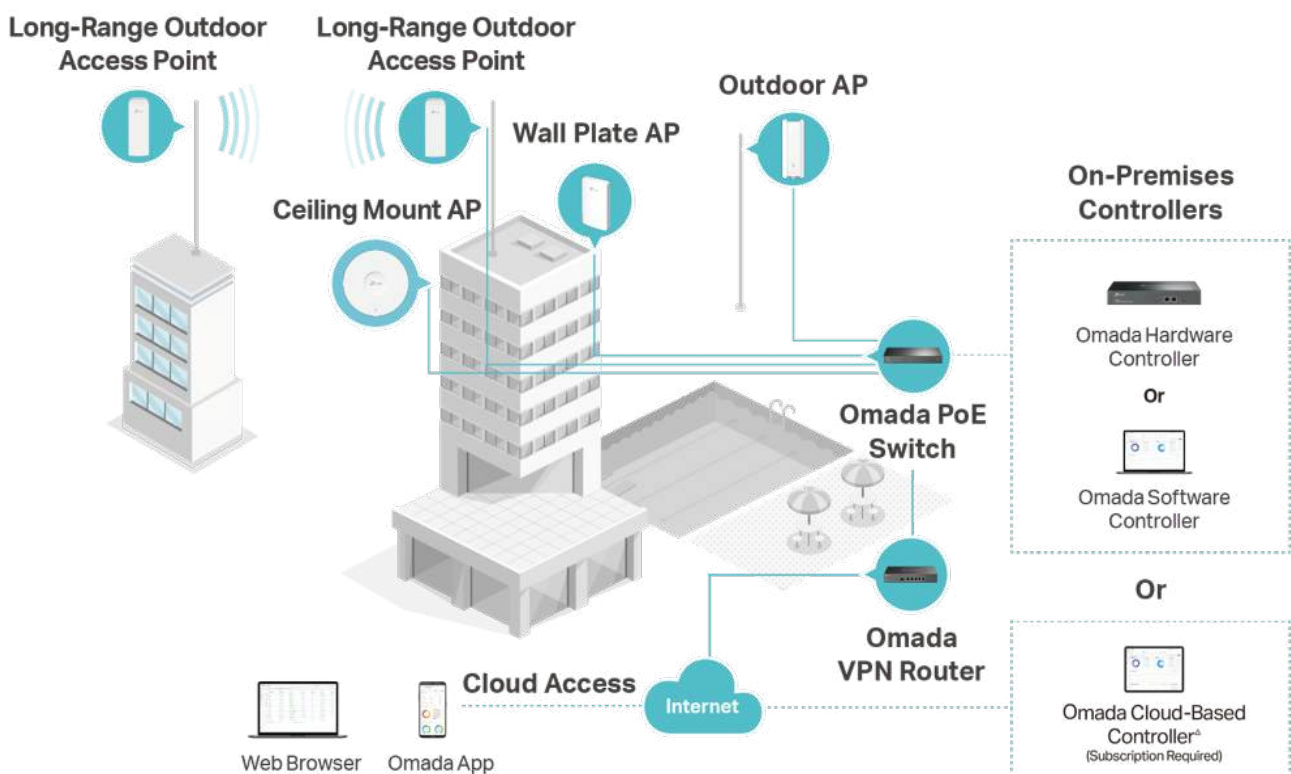 Long-Range Outdoor
Access Point
Long-Range Outdoor
Access Point
Outdoor AP
Wall Plate AP
Ceiling Mount AP
On-Premises
Controllers
Omada Hardware
Controller
Or
Omada Software
Controller
Omada PoE
Switch
Or
Omada
VPN Router
Cloud Access
Internet
Web Browser
Omada App
Omada Cloud-Based
Controller△
(Subscription Required)